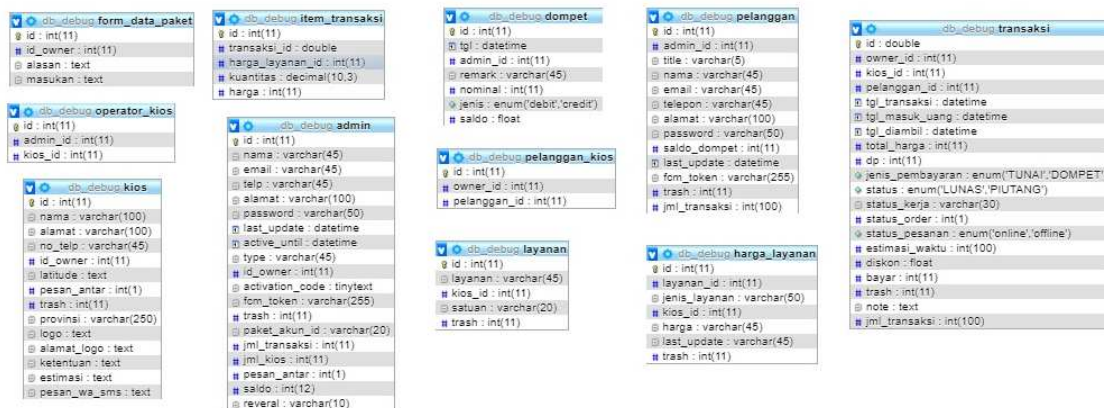 db_debug form_data_paket
id : int(11)
id_owner : int(11)
alasan : text
masukan : text
db_debug operator_kios
id : int(11)
admin_id : int(11)
kios_id : int(11)
db_debug kios
id : int(11)
nama : varchar(100)
alamat : varchar(100)
no_telp : varchar(45)
id_owner : int(11)
latitude : text
pesan_antar : int(1)
trash : int(11)
provinsi : varchar(250)
logo : text
alamat_logo : text
ketentuan : text
estimasi : text
pesan_wa_sms : text
db_debug item_transaksi
id : int(11)
transaksi_id : double
harga_layanan_id : int(11)
kuantitas : decimal(10,3)
harga : int(11)
db_debug admin
id : int(11)
nama : varchar(45)
email : varchar(45)
telp : varchar(45)
alamat : varchar(100)
password : varchar(50)
last_update : datetime
active_until : datetime
type : varchar(45)
id_owner : int(11)
activation_code : tinytext
fcm_token : varchar(255)
trash : int(11)
paket_akun_id : varchar(20)
jml_transaksi : int(11)
jml_kios : int(11)
pesan_antar : int(1)
saldo : int(12)
reveral : varchar(10)
db_debug dompet
id : int(11)
tgl : datetime
admin_id : int(11)
remark : varchar(45)
nominal : int(11)
jenis : enum('debit','credit')
saldo : float
db_debug pelanggan_kios
id : int(11)
owner_id : int(11)
pelanggan_id : int(11)
db_debug layanan
id : int(11)
layanan : varchar(45)
kios_id : int(11)
satuan : varchar(20)
trash : int(11)
db_debug pelanggan
id : int(11)
admin_id : int(11)
title : varchar(5)
nama : varchar(45)
email : varchar(45)
telepon : varchar(45)
alamat : varchar(100)
password : varchar(50)
saldo_dompet : int(11)
last_update : datetime
fcm_token : varchar(255)
trash : int(11)
jml_transaksi : int(100)
db_debug harga_layanan
id : int(11)
layanan_id : int(11)
jenis_layanan : varchar(50)
kios_id : int(11)
harga : varchar(45)
last_update : varchar(45)
trash : int(11)
db_debug transaksi
id : double
owner_id : int(11)
kios_id : int(11)
pelanggan_id : int(11)
tgl_transaksi : datetime
tgl_masuk_uang : datetime
tgl_diambil : datetime
total_harga : int(11)
dp : int(11)
jenis_pembayaran : enum('TUNAI','DOMPET'
status : enum('LUNAS','PIUTANG')
status_kerja : varchar(30)
status_order : int(1)
status_pesanan : enum('online','offline')
estimasi_waktu : int(100)
diskon : float
bayar : int(11)
trash : int(11)
note : text
jml_transaksi : int(100)